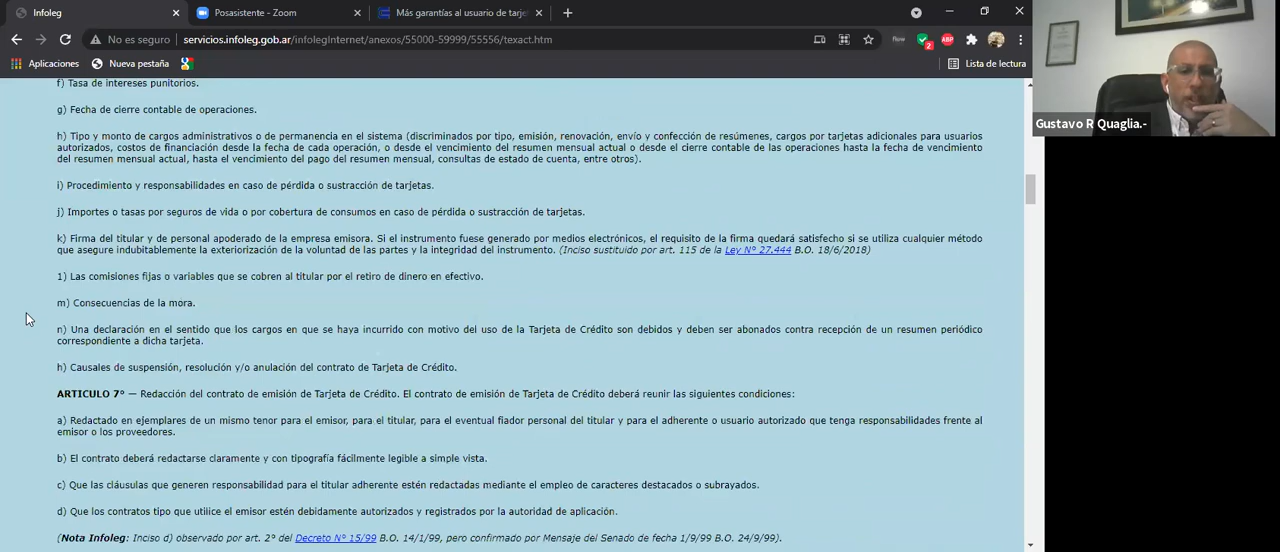 Infoleg
Posasistente - Zoom
Más garantías al usuario de tarje
No es seguro
servicios.infoleg.gob.ar/infolegInternet/anexos/55000-59999/55556/texact.htm
2
ABP
Aplicaciones
Nueva pestaña
Lista de lectura
f) Tasa de intereses punitorios.
g) Fecha de cierre contable de operaciones.
h) Tipo y monto de cargos administrativos o de permanencia en el sistema (discriminados por tipo, emisión, renovación, envío y confección de resúmenes, cargos por tarjetas adicionales para usuarios
autorizados, costos de financiación desde la fecha de cada operación, o desde el vencimiento del resumen mensual actual o desde el cierre contable de las operaciones hasta la fecha de vencimiento
del resumen mensual actual, hasta el vencimiento del pago del resumen mensual, consultas de estado de cuenta, entre otros).
i) Procedimiento y responsabilidades en caso de pérdida o sustracción de tarjetas.
j) Importes o tasas por seguros de vida o por cobertura de consumos en caso de pérdida o sustracción de tarjetas.
k) Firma del titular y de personal apoderado de la empresa emisora. Si el instrumento fuese generado por medios electrónicos, el requisito de la firma quedará satisfecho si se utiliza cualquier método
que asegure indubitablemente la exteriorización de la voluntad de las partes y la integridad del instrumento. (Inciso sustituido por art. 115 de la Ley N° 27.444 B.O. 18/6/2018)
1) Las comisiones fijas o variables que se cobren al titular por el retiro de dinero en efectivo.
m) Consecuencias de la mora.
n) Una declaración en el sentido que los cargos en que se haya incurrido con motivo del uso de la Tarjeta de Crédito son debidos y deben ser abonados contra recepción de un resumen periódico
correspondiente a dicha tarjeta.
h) Causales de suspensión, resolución y/o anulación del contrato de Tarjeta de Crédito.
ARTICULO 7° — Redacción del contrato de emisión de Tarjeta de Crédito. El contrato de emisión de Tarjeta de Crédito deberá reunir las siguientes condiciones:
a) Redactado en ejemplares de un mismo tenor para el emisor, para el titular, para el eventual fiador personal del titular y para el adherente o usuario autorizado que tenga responsabilidades frente al
emisor o los proveedores.
b) El contrato deberá redactarse claramente y con tipografía fácilmente legible a simple vista.
c) Que las cláusulas que generen responsabilidad para el titular adherente estén redactadas mediante el empleo de caracteres destacados o subrayados.
d) Que los contratos tipo que utilice el emisor estén debidamente autorizados y registrados por la autoridad de aplicación.
(Nota Infoleg: Inciso d) observado por art. 2° del Decreto N° 15/99 B.O. 14/1/99, pero confirmado por Mensaje del Senado de fecha 1/9/99 B.O. 24/9/99).
Gustavo R Quaglia.-